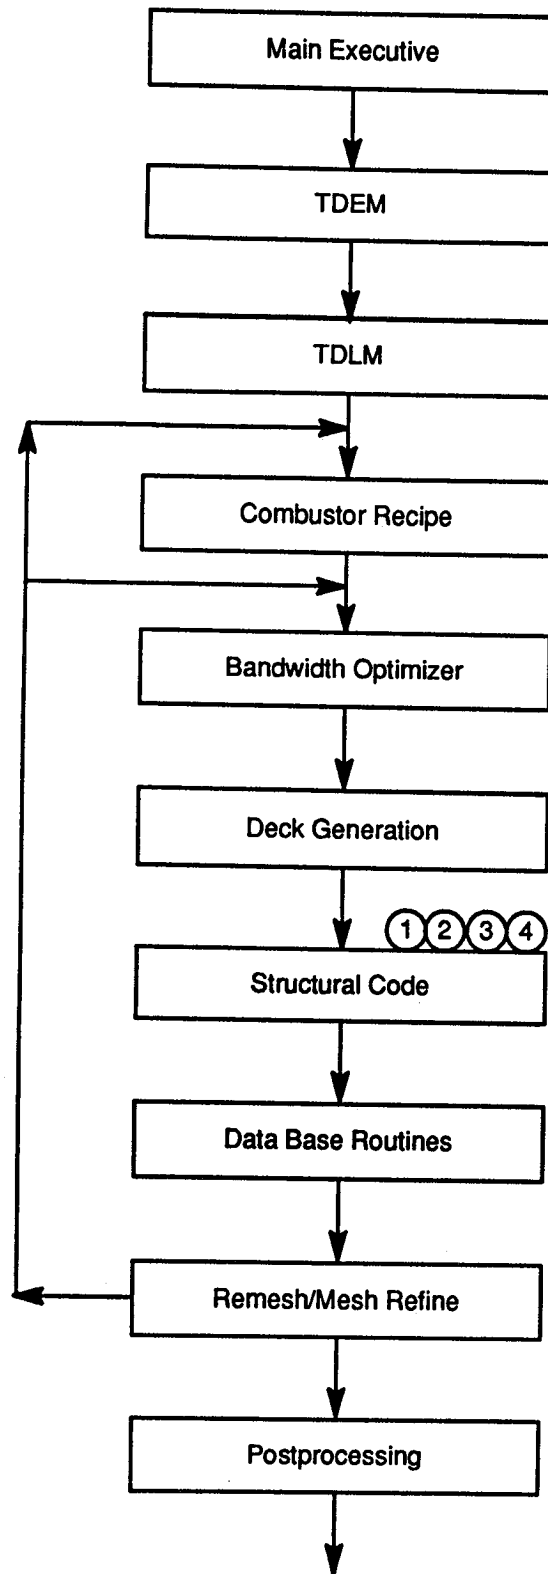 Main Executive
TDEM
TDLM
Combustor Recipe
Bandwidth Optimizer
Deck Generation
1 2 3 4
Structural Code
Data Base Routines
Remesh/Mesh Refine
Postprocessing